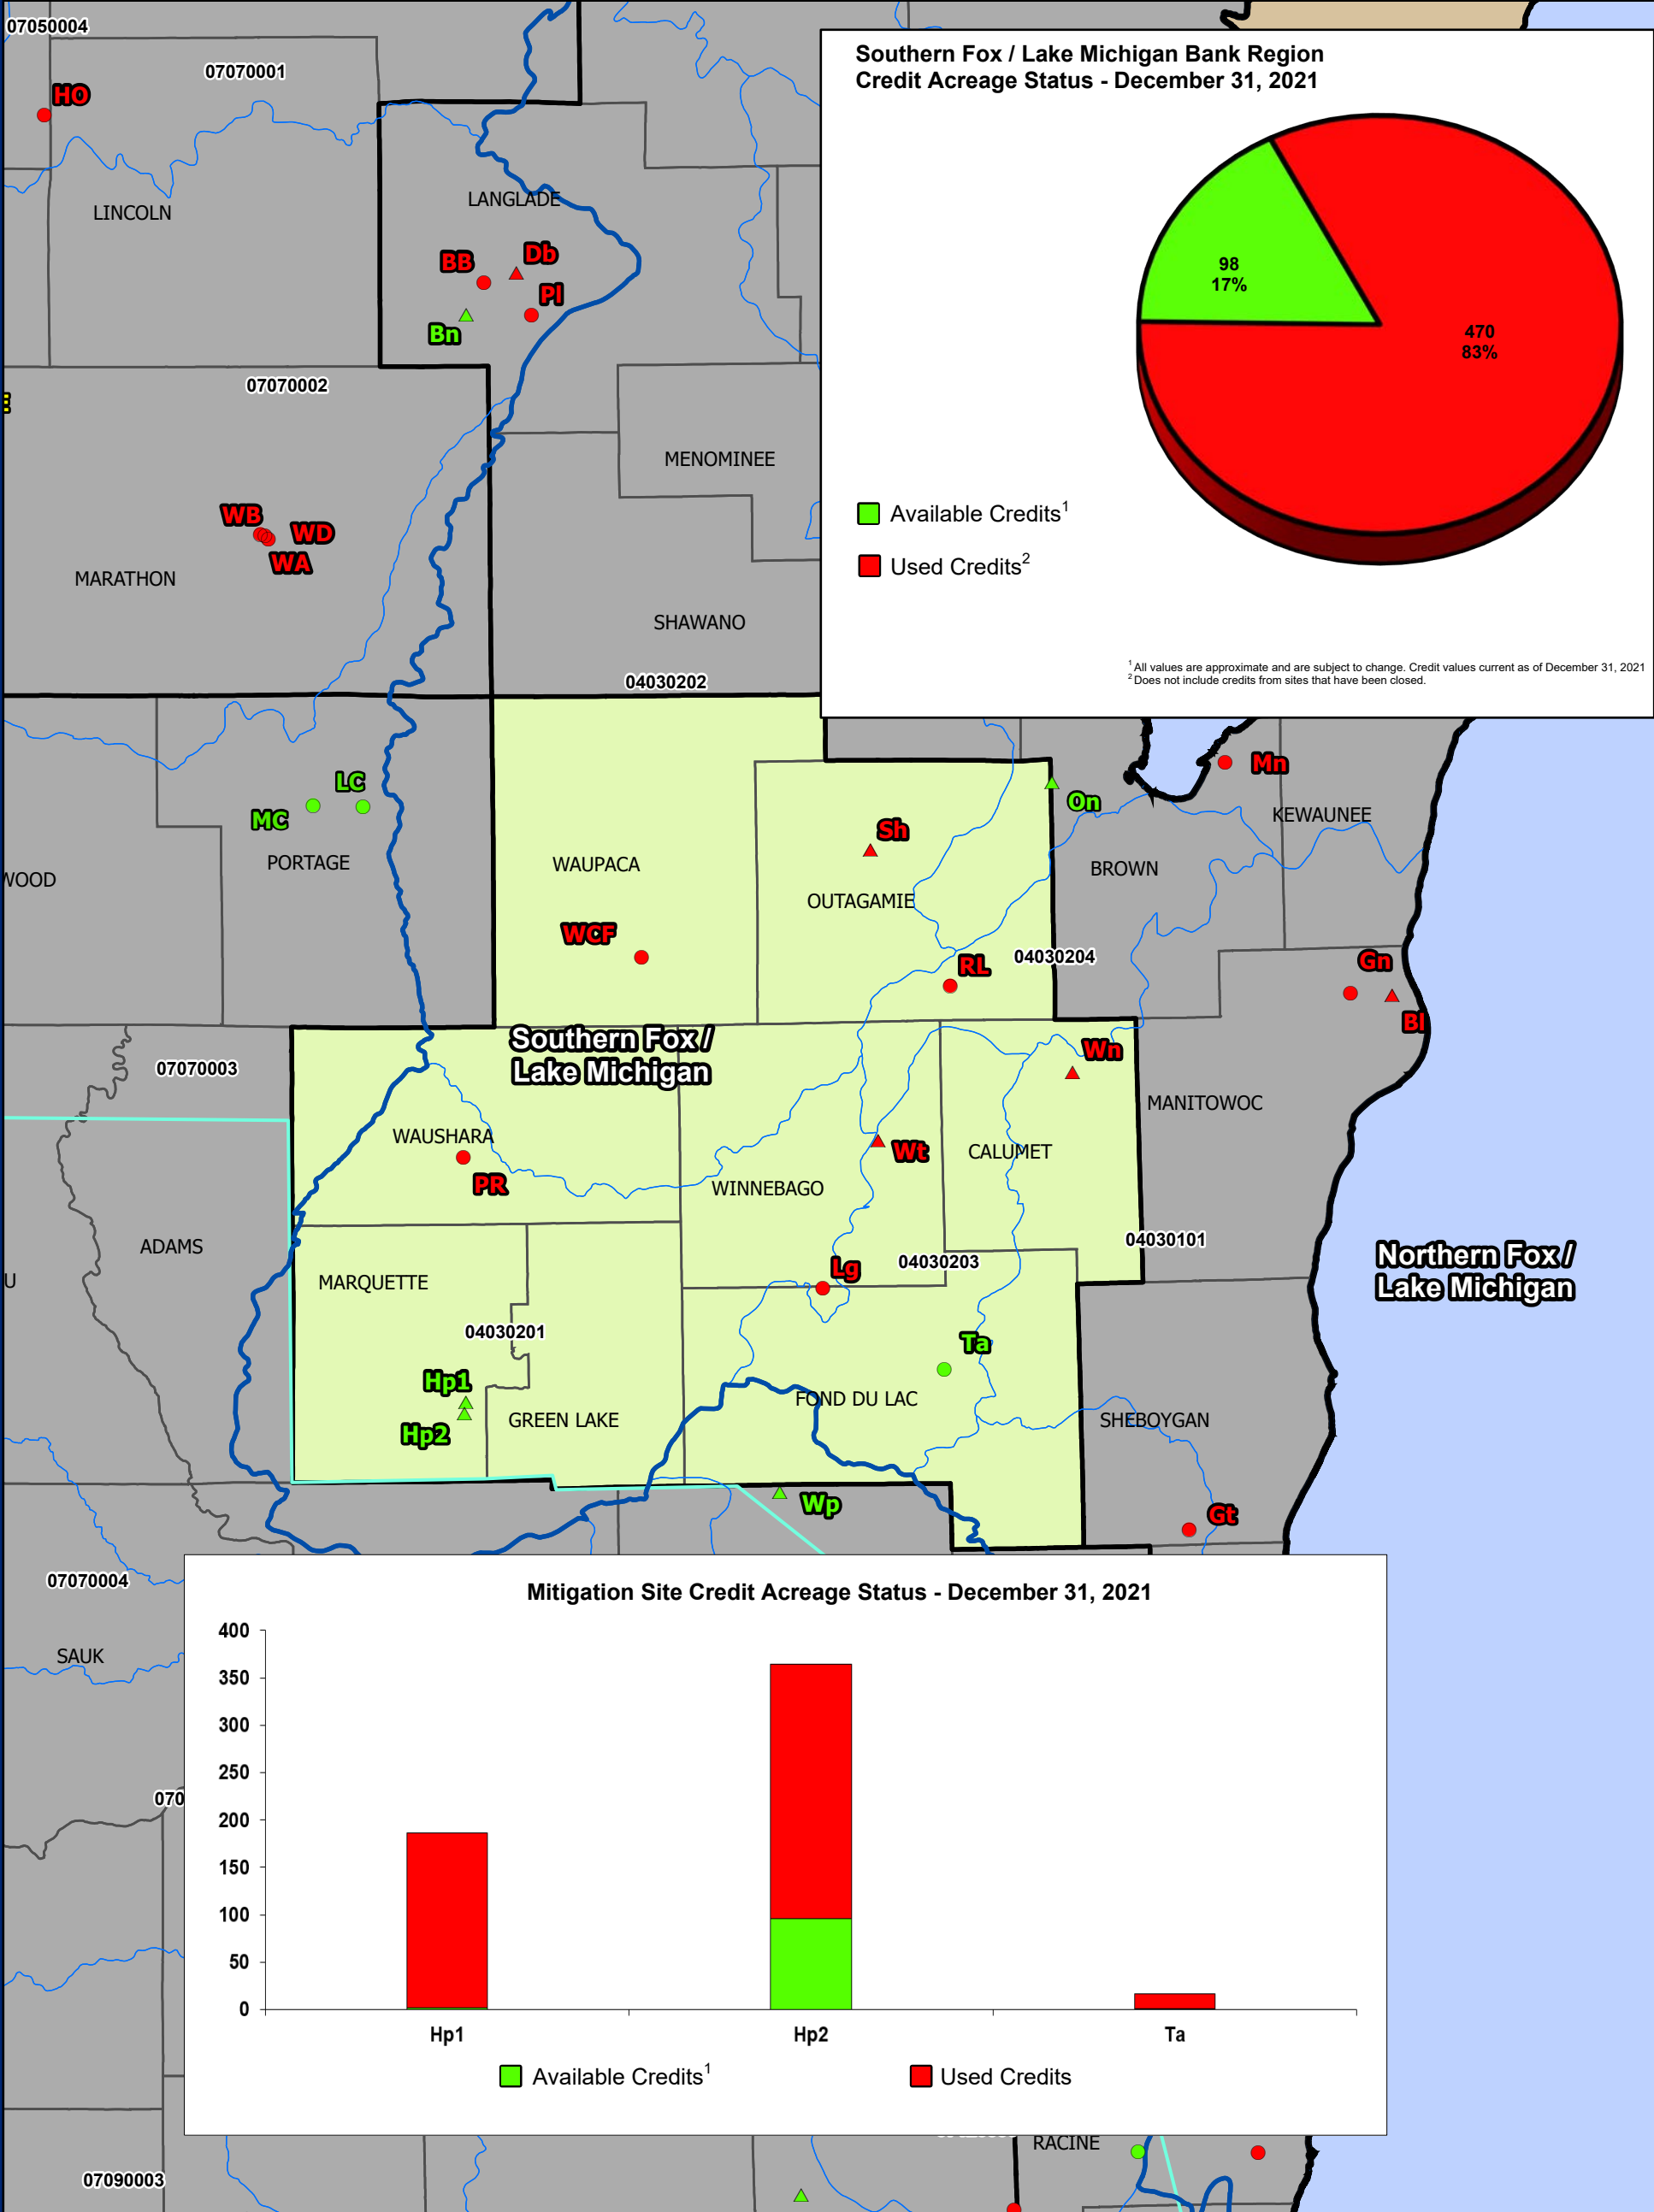 07050004
07070001
HO
LINCOLN
LANGLADE
BB
Db
Pl
Bn
07070002
E
MENOMINEE
WB
WD
WA
MARATHON
SHAWANO
04030202
Southern Fox / Lake Michigan Bank Region
Credit Acreage Status - December 31, 2021
98
17%
470
83%
Available Credits1
Used Credits2
1 All values are approximate and are subject to change. Credit values current as of December 31, 2021
2 Does not include credits from sites that have been closed.
LC
MC
PORTAGE
WOOD
WAUPACA
WCF
Sh
OUTAGAMIE
On
Mn
KEWAUNEE
BROWN
RL
04030204
Gn
Bl
Southern Fox /
Lake Michigan
07070003
Wn
MANITOWOC
WAUSHARA
PR
Wt
CALUMET
WINNEBAGO
ADAMS
U
MARQUETTE
Lg
04030203
04030101
Northern Fox /
Lake Michigan
04030201
Ta
Hp1
Hp2
GREEN LAKE
FOND DU LAC
SHEBOYGAN
Wp
Gt
07070004
SAUK
070
Mitigation Site Credit Acreage Status - December 31, 2021
400
350
300
250
200
150
100
50
0
Hp1
Hp2
Ta
Available Credits1
Used Credits
RACINE
07090003